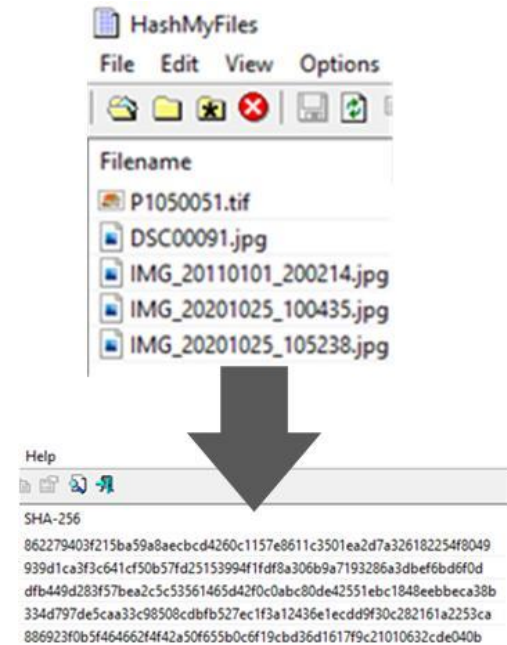 HashMyFiles
File Edit View Options
Filename
P1050051.tif
DSC00091.jpg
IMG_20110101_200214.jpg
IMG_20201025_100435.jpg
IMG_20201025_105238.jpg
Help
SHA-256
862279403f215ba59a8aecbcd4260c1157e8611c3501ea2d7a326182254f8049
939d1ca3f3c641cf50b57fd25153994f1fdf8a306b9a7193286a3dbef6bd6f0d
dfb449d283f57bea2c5c53561465d42f0c0abc80de42551ebc1848eebbeca38b
334d797de5caa33c98508cdbfb527ec1f3a12436e1ecdd9f30c282161a2253ca
886923f0b5f464662f4f42a50f655b0c6f19cbd36d1617f9c21010632cde040b